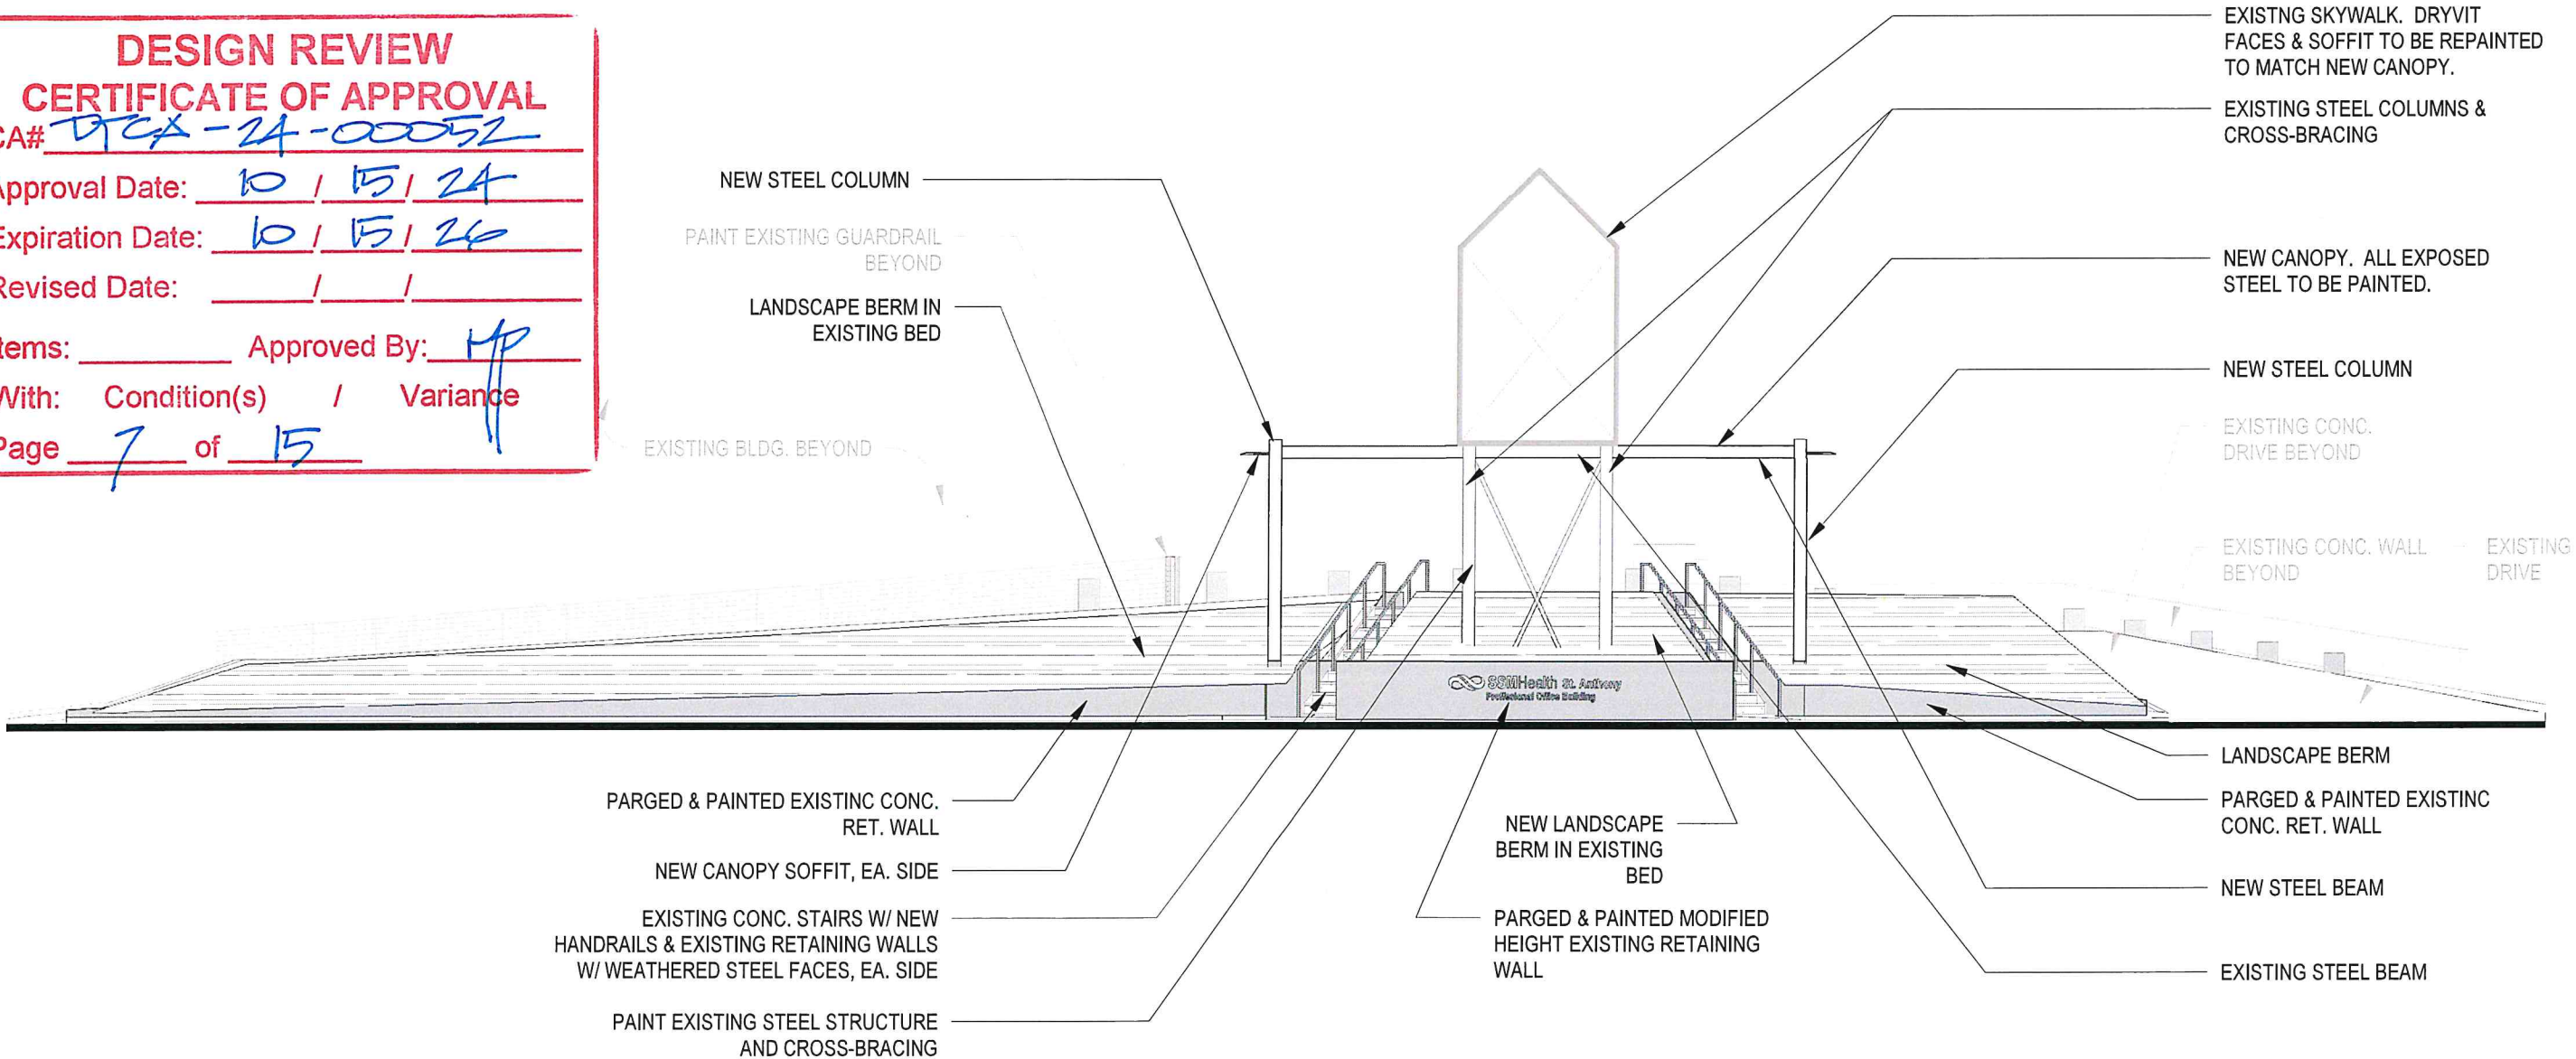 DESIGN REVIEW
CERTIFICATE OF APPROVAL
CA# DTCA-24-00052
Approval Date: 10 / 15 / 24
Expiration Date: 10 / 15 / 26
Revised Date: / /
Items: Approved By: MP
With: Condition(s) / Variance
Page 7 of 15
NEW STEEL COLUMN
PAINT EXISTING GUARDRAIL
BEYOND
LANDSCAPE BERM IN
EXISTING BED
EXISTING BLDG. BEYOND
EXISTNG SKYWALK. DRYVIT
FACES & SOFFIT TO BE REPAINTED
TO MATCH NEW CANOPY.
EXISTING STEEL COLUMNS &
CROSS-BRACING
NEW CANOPY. ALL EXPOSED
STEEL TO BE PAINTED.
NEW STEEL COLUMN
EXISTING CONC.
DRIVE BEYOND
EXISTING CONC. WALL
BEYOND
EXISTING
DRIVE
SSMHealth St. Anthony
Professional Office Building
PARGED & PAINTED EXISTINC CONC.
RET. WALL
NEW CANOPY SOFFIT, EA. SIDE
EXISTING CONC. STAIRS W/ NEW
HANDRAILS & EXISTING RETAINING WALLS
W/ WEATHERED STEEL FACES, EA. SIDE
PAINT EXISTING STEEL STRUCTURE
AND CROSS-BRACING
NEW LANDSCAPE
BERM IN EXISTING
BED
PARGED & PAINTED MODIFIED
HEIGHT EXISTING RETAINING
WALL
LANDSCAPE BERM
PARGED & PAINTED EXISTINC
CONC. RET. WALL
NEW STEEL BEAM
EXISTING STEEL BEAM